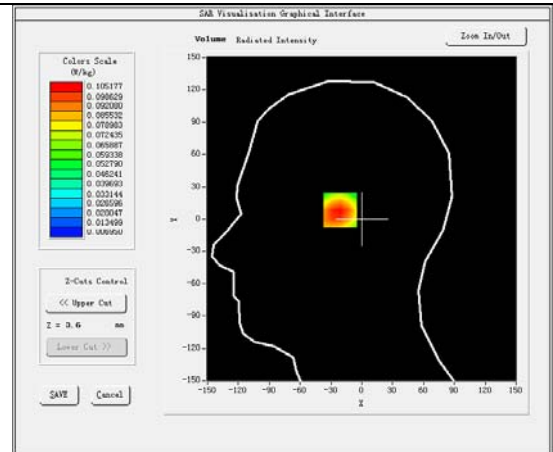 SAR Visualisation Graphical Interface
Volume Radiated Intensity
Zoom In/Out
Colors Scale
(W/kg)
0.105177
0.098629
0.092080
0.085532
0.078983
0.072435
0.065887
0.059338
0.052790
0.046241
0.039693
0.033144
0.026596
0.020047
0.013499
0.006950
Z-Cuts Control
<< Upper Cut
Z = 3.6 mm
Lower Cut >>
SAVE Cancel
150
120
90
60
30
0
-30
-60
-90
-120
-150
Y
-150 -120 -90 -60 -30 0 30 60 90 120 150
X